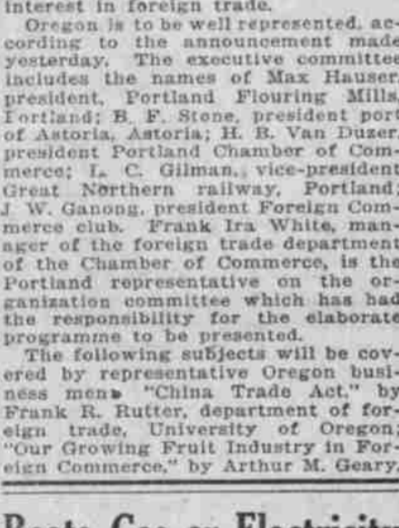 interest in foreign trade.
Oregon is to be well represented, ac-
cording to the announcement made
yesterday. The executive committee
includes the names of Max Hauser,
president, Portland Flouring Mills,
Portland; B. F. Stone, president port
of Astoria, Astoria; H. B. Van Duzer,
president Portland Chamber of Com-
merce; L. C. Gilman, vice-president
Great Northern railway, Portland;
J W. Ganong, president Foreign Com-
merce club. Frank Ira White, man-
ager of the foreign trade department
of the Chamber of Commerce, is the
Portland representative on the or-
ganization committee which has had
the responsibility for the elaborate
programme to be presented.
The following subjects will be cov-
ered by representative Oregon busi-
ness men: "China Trade Act," by
Frank R. Rutter, department of for-
eign trade, University of Oregon;
"Our Growing Fruit Industry in For-
eign Commerce," by Arthur M. Geary,